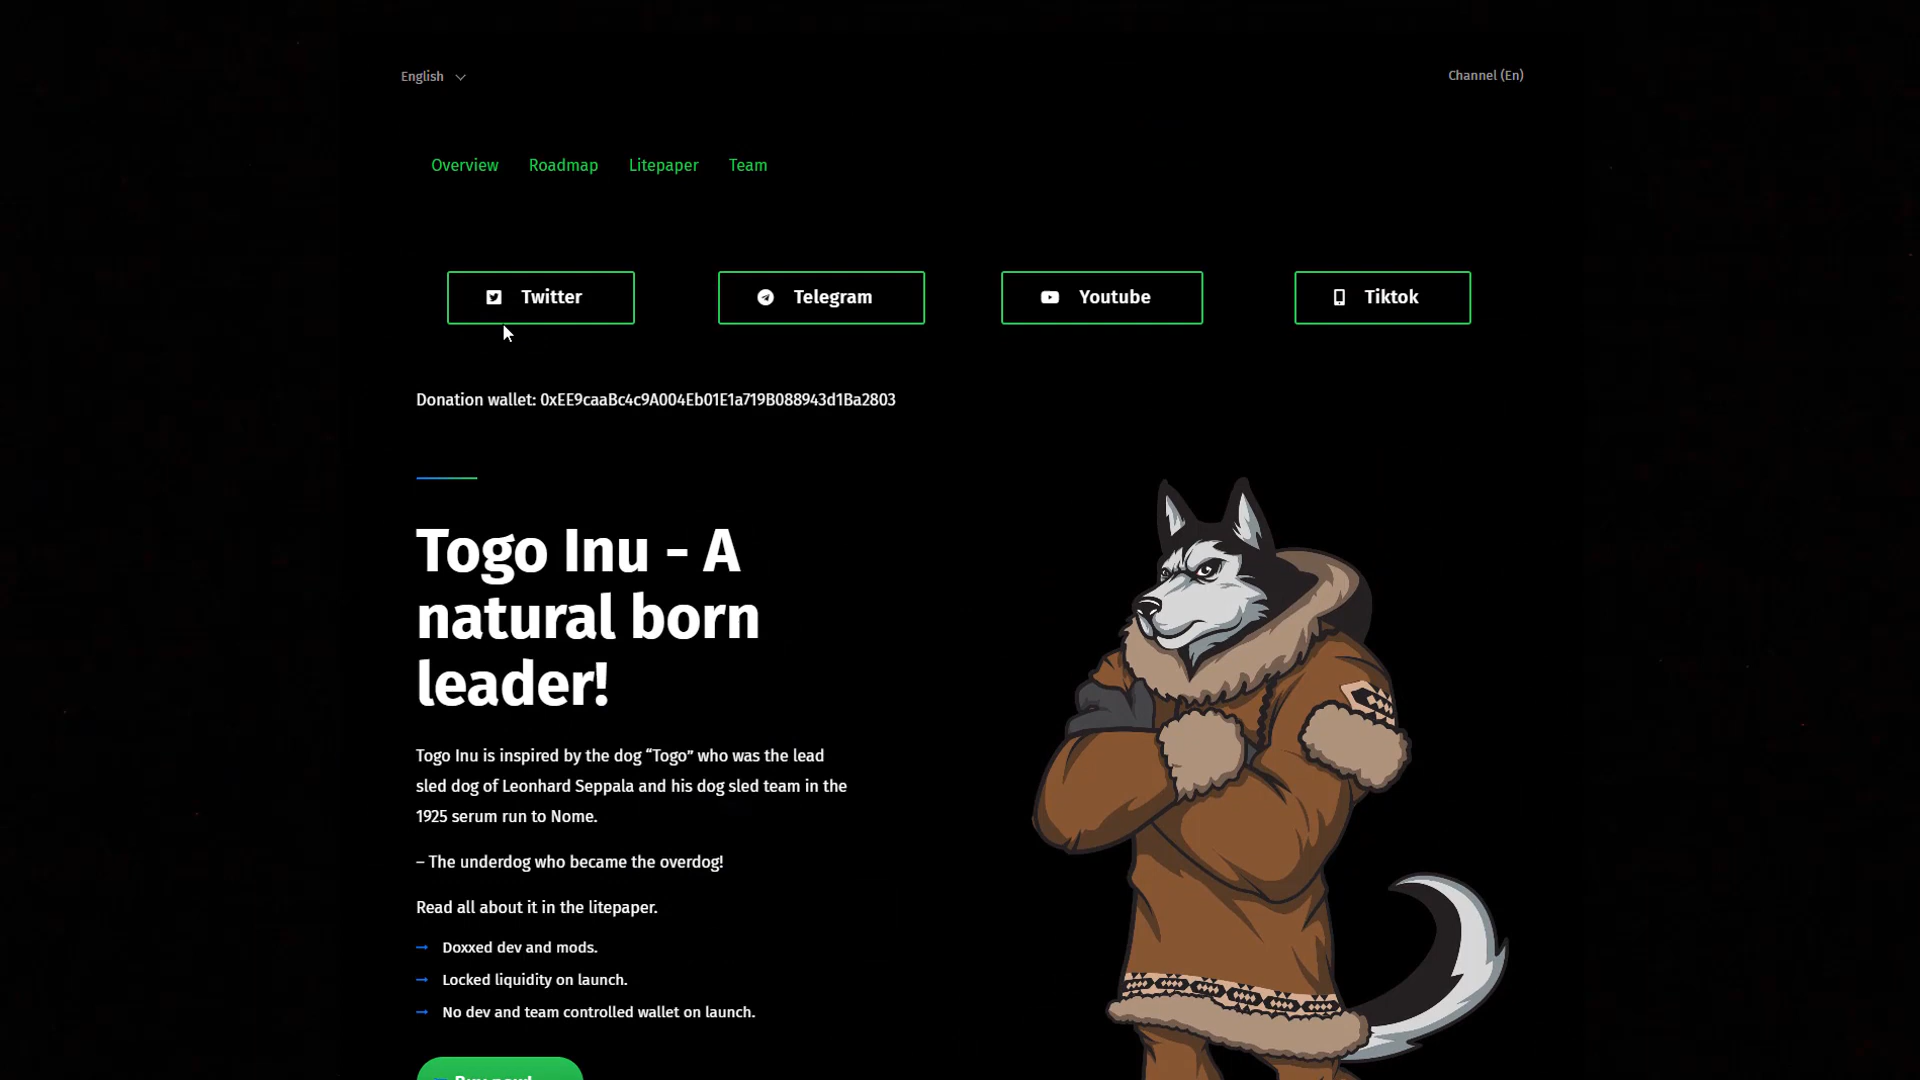 English
Channel (En)
Overview Roadmap Litepaper Team
Twitter Telegram Youtube Tiktok
Donation wallet: 0xEE9caaBc4c9A004Eb01E1a719B088943d1Ba2803
Togo Inu - A
natural born
leader!
Togo Inu is inspired by the dog “Togo” who was the lead
sled dog of Leonhard Seppala and his dog sled team in the
1925 serum run to Nome.
– The underdog who became the overdog!
Read all about it in the litepaper.
Doxxed dev and mods.
Locked liquidity on launch.
No dev and team controlled wallet on launch.
Buy now!